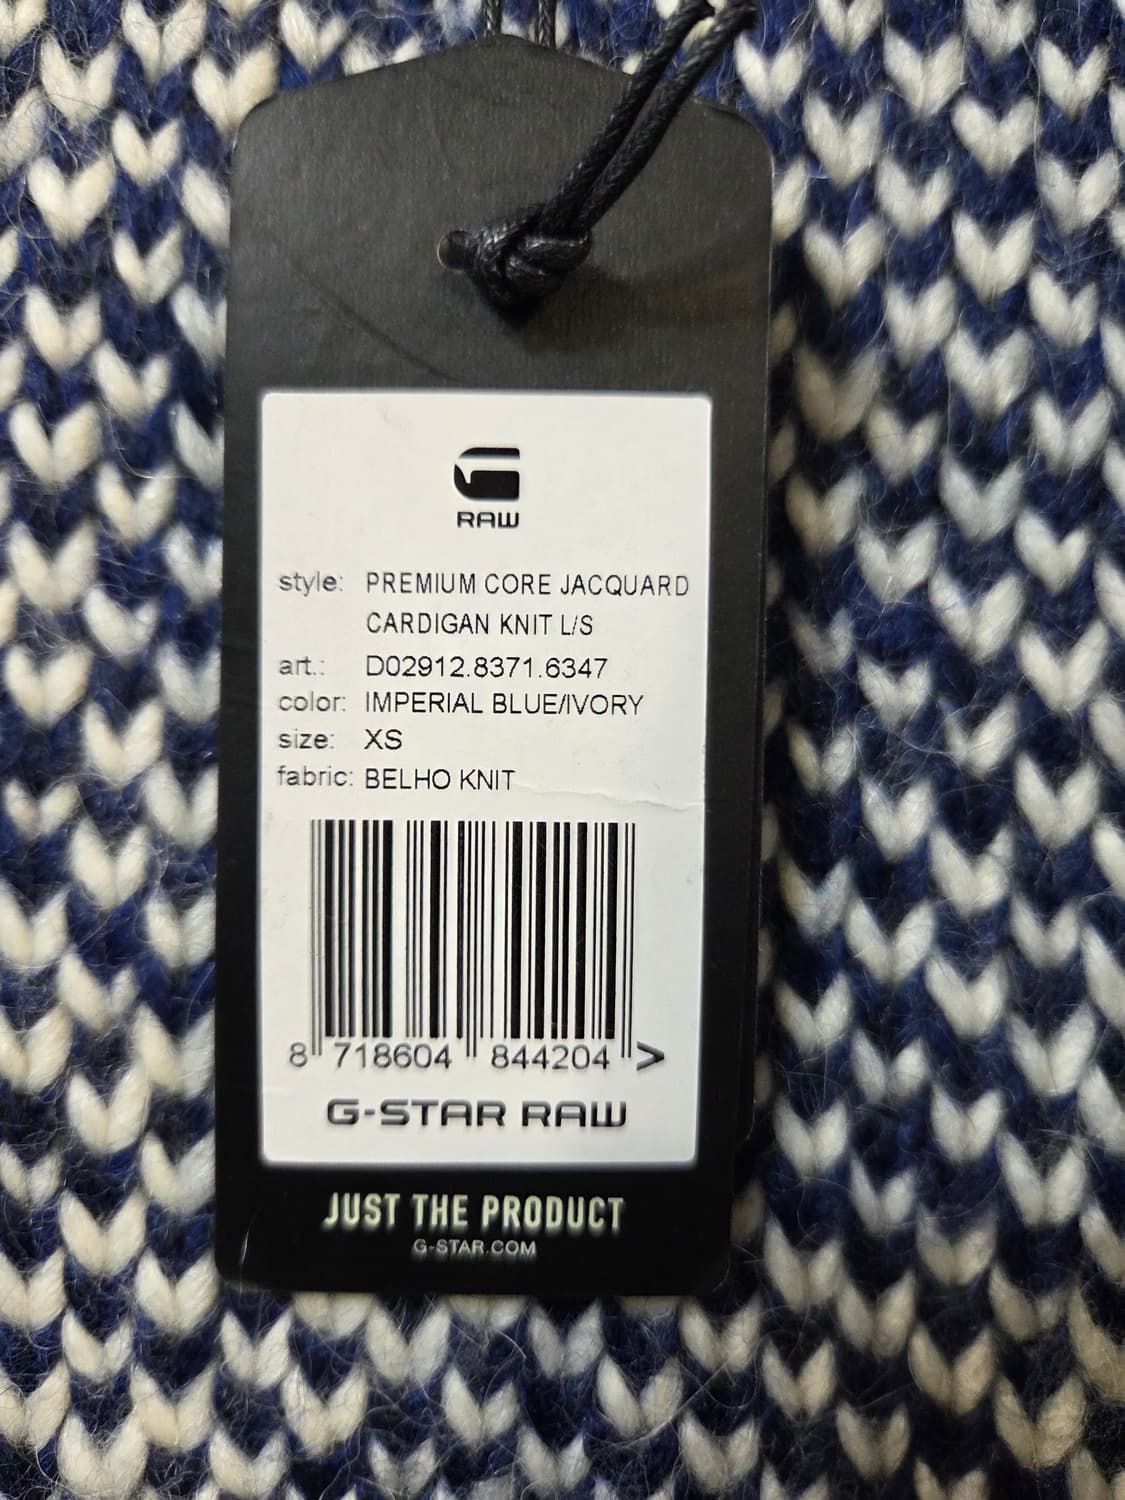 RAW
style: PREMIUM CORE JACQUARD
CARDIGAN KNIT L/S
art.: D02912.8371.6347
color: IMPERIAL BLUE/IVORY
size: XS
fabric: BELHO KNIT
8 718604 844204 >
G-STAR RAW
JUST THE PRODUCT
G-STAR.COM